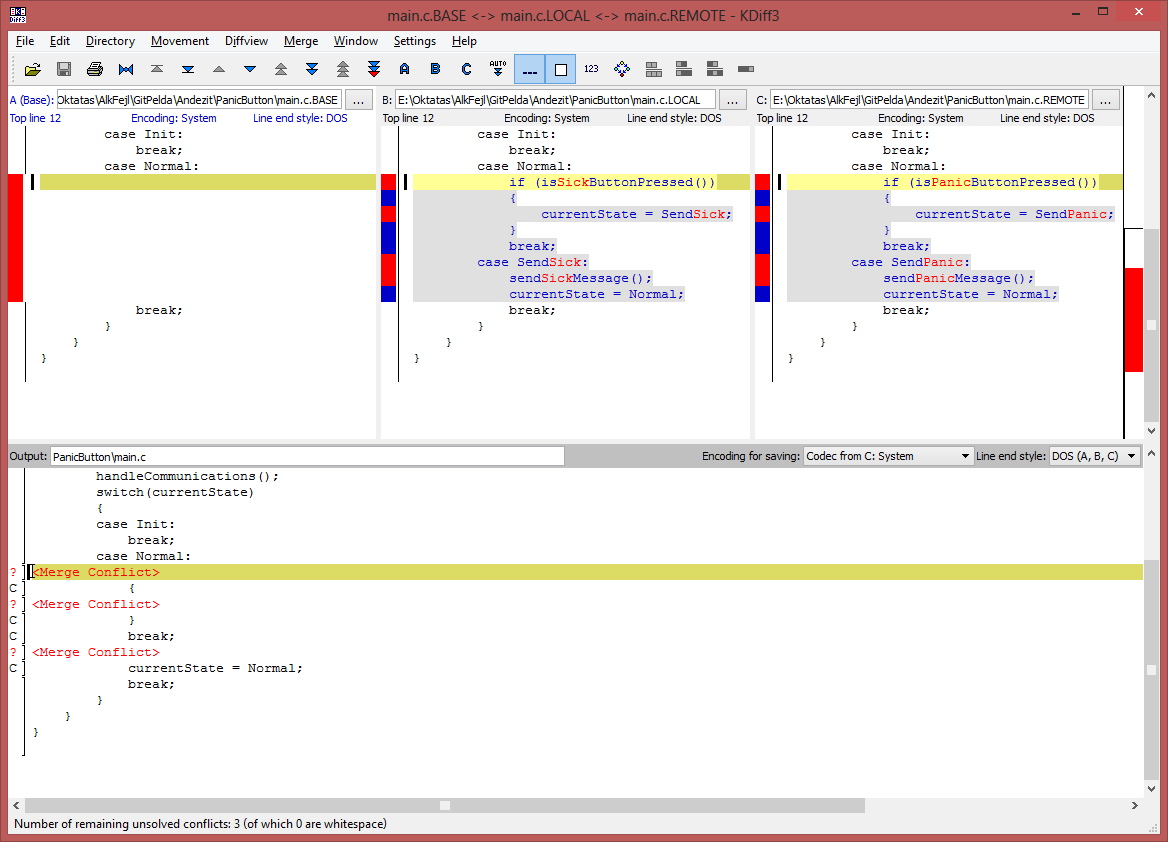 KDiff3
main.c.BASE <-> main.c.LOCAL <-> main.c.REMOTE - KDiff3
File Edit Directory Movement Diffview Merge Window Settings Help
A B C AUTO 123
A (Base): Oktatas\AlkFejl\GitPelda\Andezit\PanicButton\main.c.BASE ...
Top line 12 Encoding: System Line end style: DOS
case Init:
break;
case Normal:
break;
}
}
}
B: E:\Oktatas\AlkFejl\GitPelda\Andezit\PanicButton\main.c.LOCAL ...
Top line 12 Encoding: System Line end style: DOS
case Init:
break;
case Normal:
if (isSickButtonPressed())
{
currentState = SendSick;
}
break;
case SendSick:
sendSickMessage();
currentState = Normal;
break;
}
}
}
C: E:\Oktatas\AlkFejl\GitPelda\Andezit\PanicButton\main.c.REMOTE ...
Top line 12 Encoding: System Line end style: DOS
case Init:
break;
case Normal:
if (isPanicButtonPressed())
{
currentState = SendPanic;
}
break;
case SendPanic:
sendPanicMessage();
currentState = Normal;
break;
}
}
}
Output: PanicButton\main.c Encoding for saving: Codec from C: System Line end style: DOS (A, B, C)
handleCommunications();
switch(currentState)
{
case Init:
break;
case Normal:
? <Merge Conflict>
C {
? <Merge Conflict>
C }
C break;
? <Merge Conflict>
C currentState = Normal;
break;
}
}
}
Number of remaining unsolved conflicts: 3 (of which 0 are whitespace)